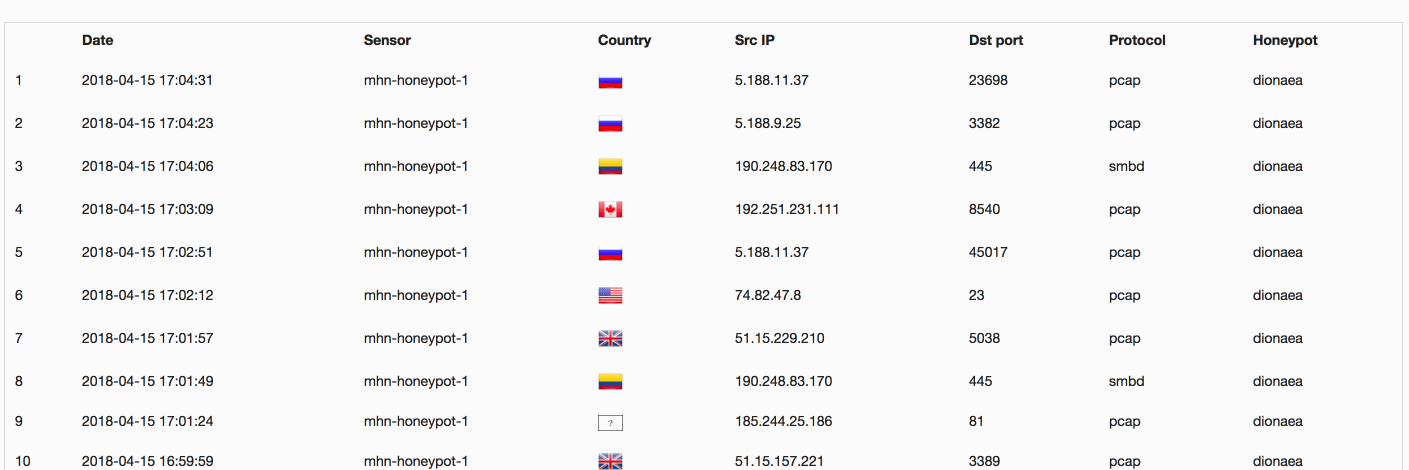 Date Sensor Country Src IP Dst port Protocol Honeypot
1 2018-04-15 17:04:31 mhn-honeypot-1 5.188.11.37 23698 pcap dionaea
2 2018-04-15 17:04:23 mhn-honeypot-1 5.188.9.25 3382 pcap dionaea
3 2018-04-15 17:04:06 mhn-honeypot-1 190.248.83.170 445 smbd dionaea
4 2018-04-15 17:03:09 mhn-honeypot-1 192.251.231.111 8540 pcap dionaea
5 2018-04-15 17:02:51 mhn-honeypot-1 5.188.11.37 45017 pcap dionaea
6 2018-04-15 17:02:12 mhn-honeypot-1 74.82.47.8 23 pcap dionaea
7 2018-04-15 17:01:57 mhn-honeypot-1 51.15.229.210 5038 pcap dionaea
8 2018-04-15 17:01:49 mhn-honeypot-1 190.248.83.170 445 smbd dionaea
9 2018-04-15 17:01:24 mhn-honeypot-1 ? 185.244.25.186 81 pcap dionaea
10 2018-04-15 16:59:59 mhn-honeypot-1 51.15.157.221 3389 pcap dionaea